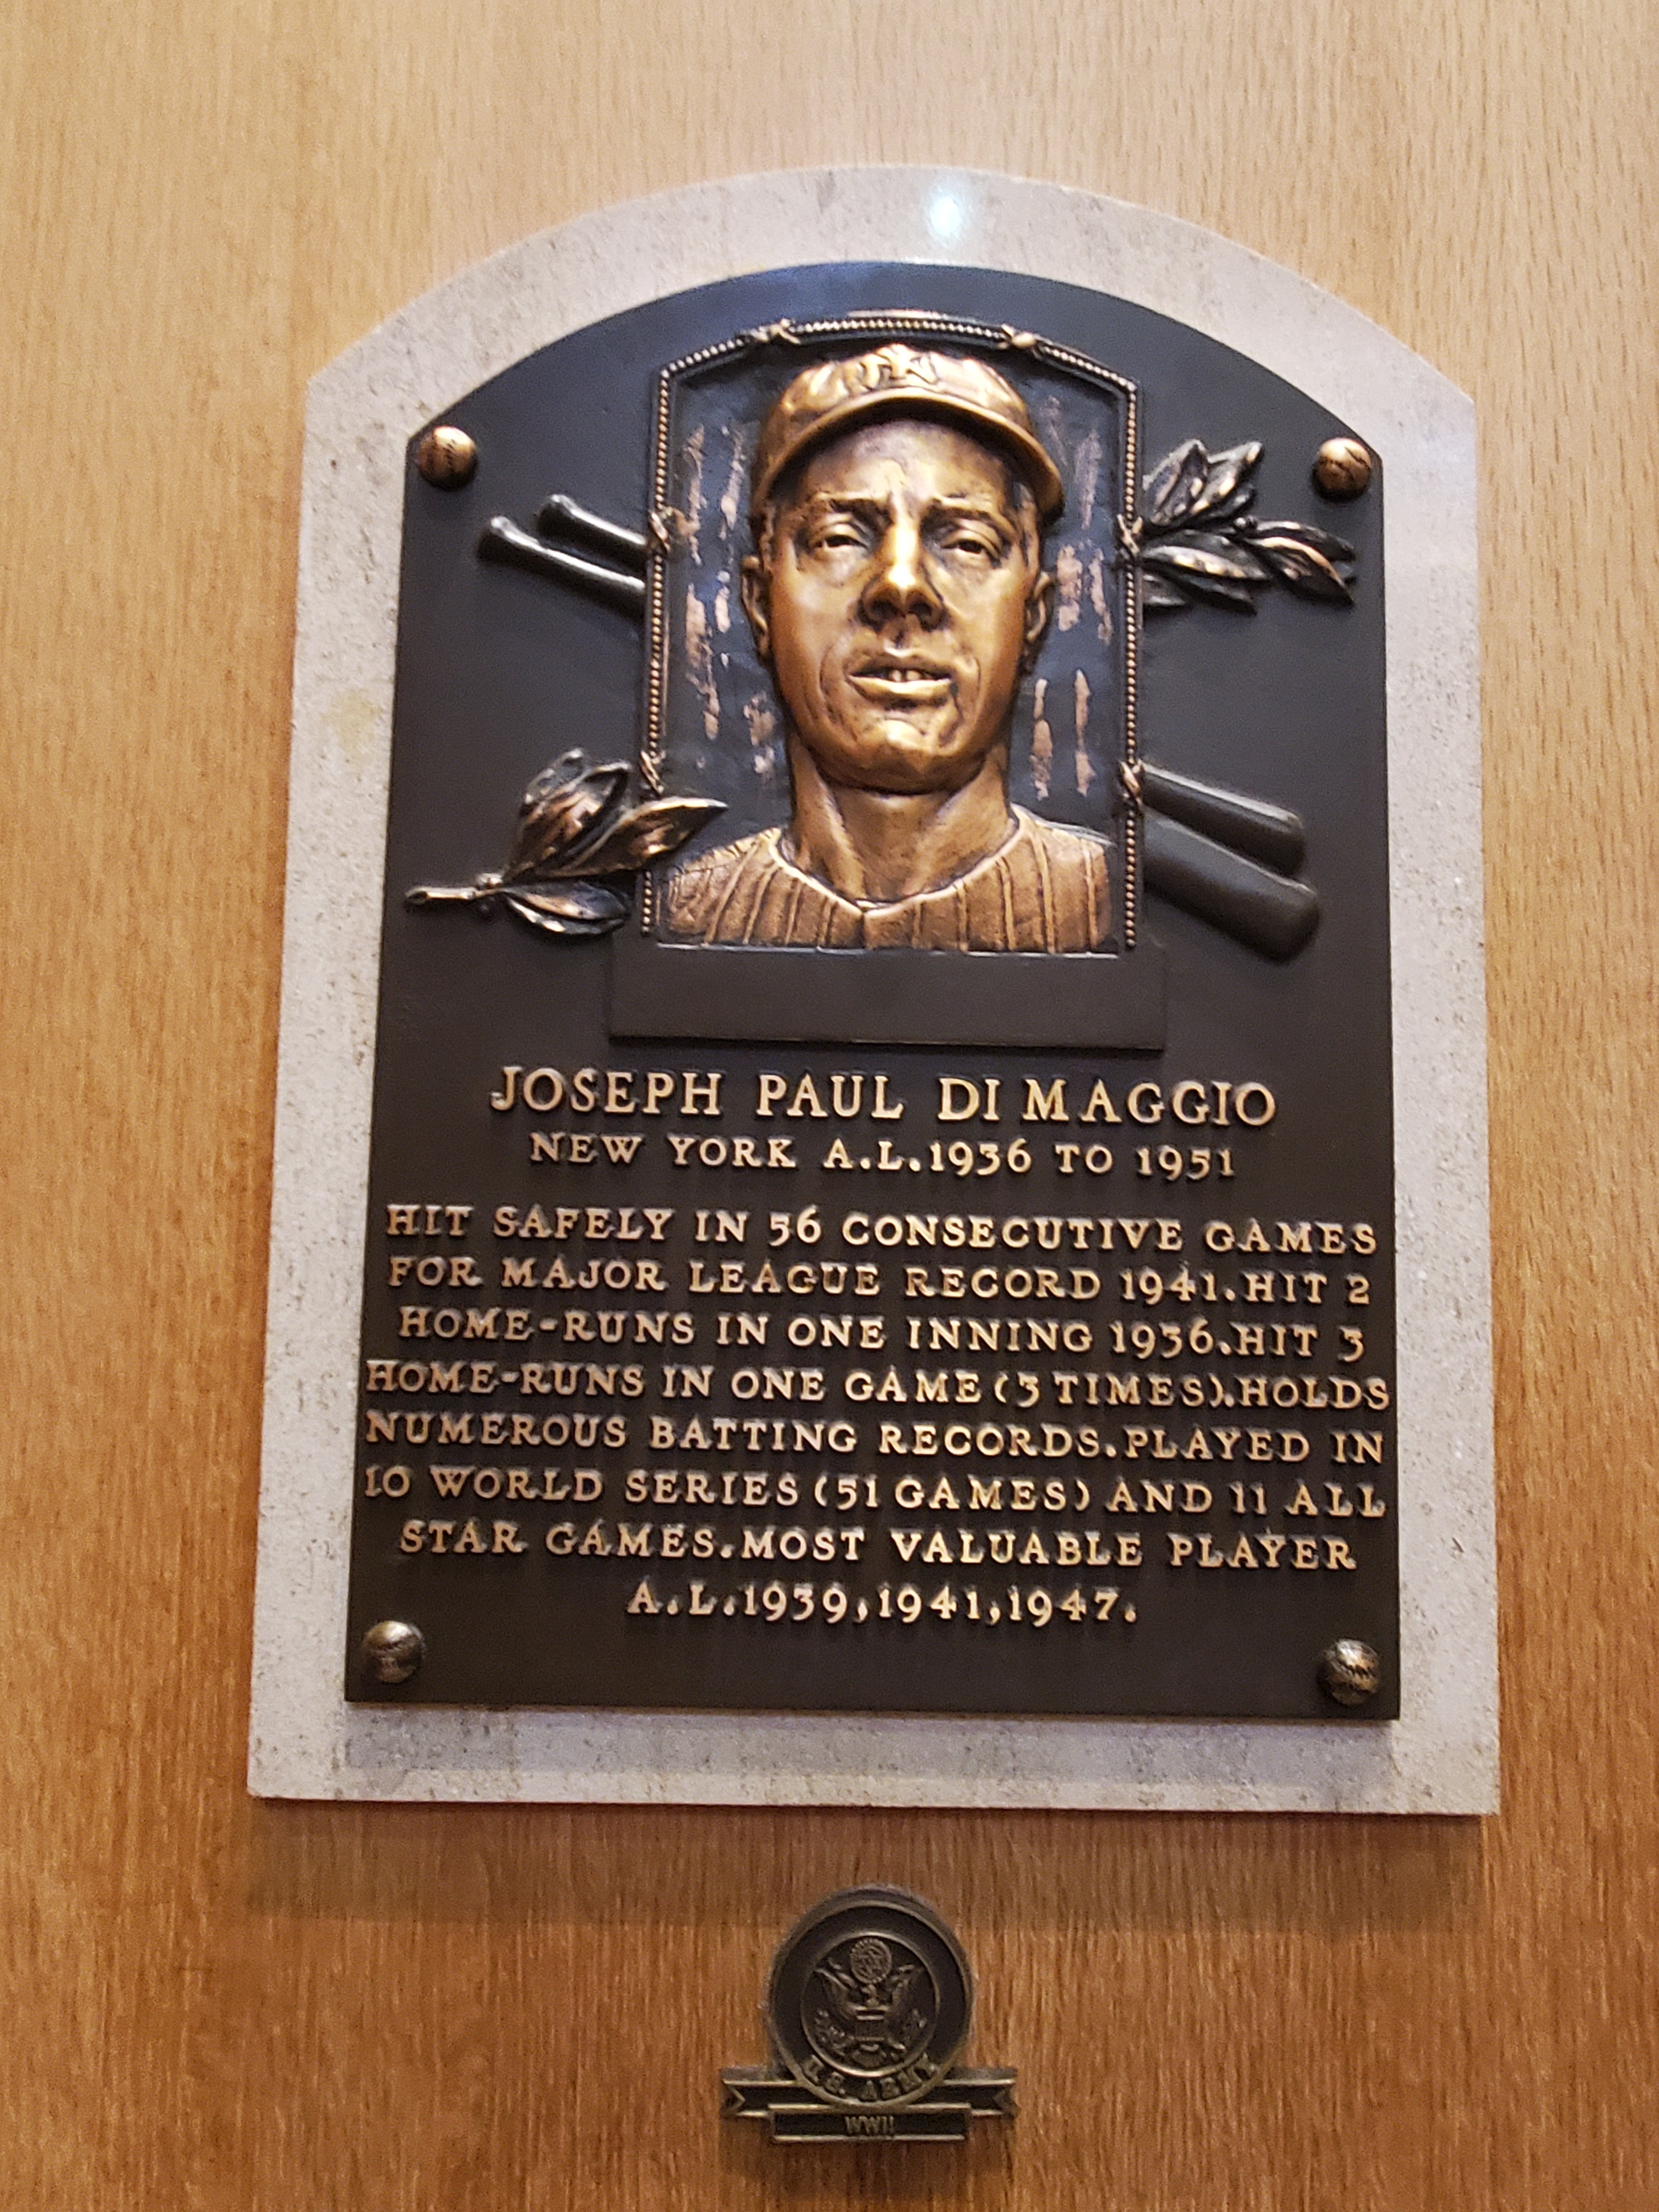 NY
JOSEPH PAUL DI MAGGIO
NEW YORK A.L.1936 TO 1951
HIT SAFELY IN 56 CONSECUTIVE GAMES
FOR MAJOR LEAGUE RECORD 1941.HIT 2
HOME-RUNS IN ONE INNING 1936.HIT 3
HOME-RUNS IN ONE GAME (3 TIMES).HOLDS
NUMEROUS BATTING RECORDS.PLAYED IN
10 WORLD SERIES (51 GAMES) AND 11 ALL
STAR GAMES.MOST VALUABLE PLAYER
A.L.1939,1941,1947.
U.S. ARMY
WWII